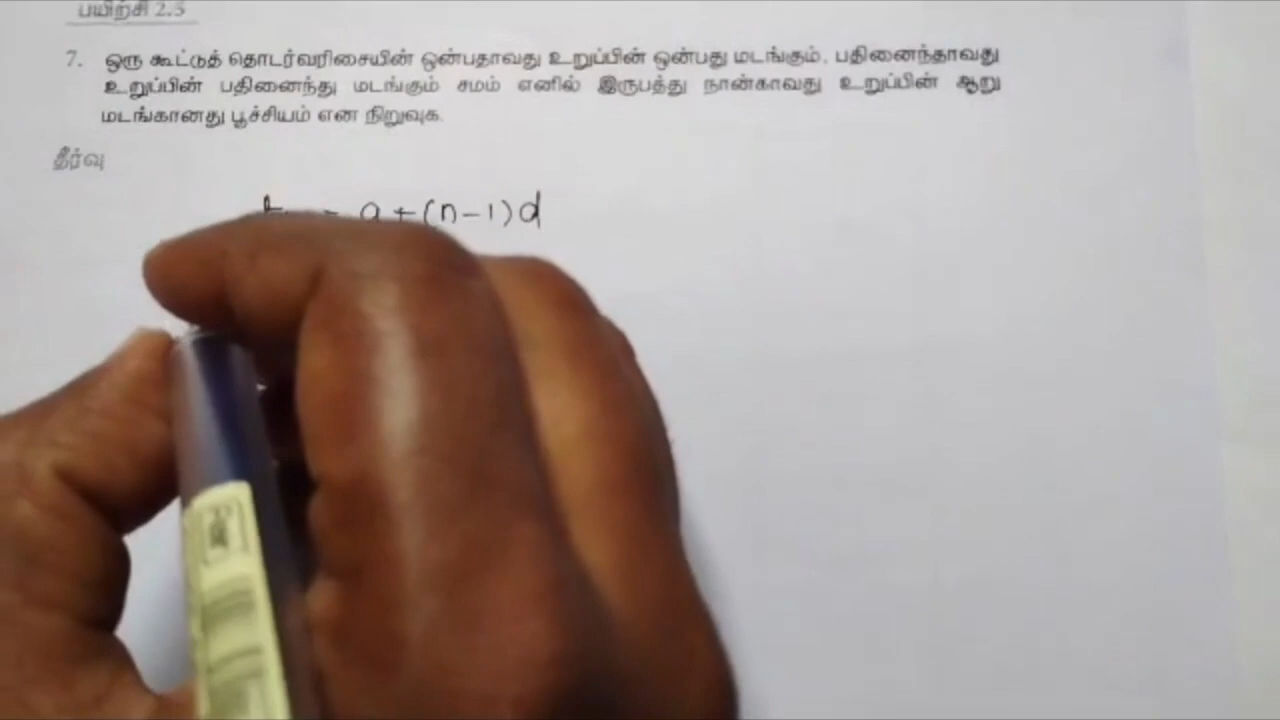 பயிற்சி 2.5
7. ஒரு கூட்டுத் தொடர்வரிசையின் ஒன்பதாவது உறுப்பின் ஒன்பது மடங்கும், பதினைந்தாவது
உறுப்பின் பதினைந்து மடங்கும் சமம் எனில் இருபத்து நான்காவது உறுப்பின் ஆறு
மடங்கானது பூச்சியம் என நிறுவுக.
தீர்வு
= a + (n-1) d